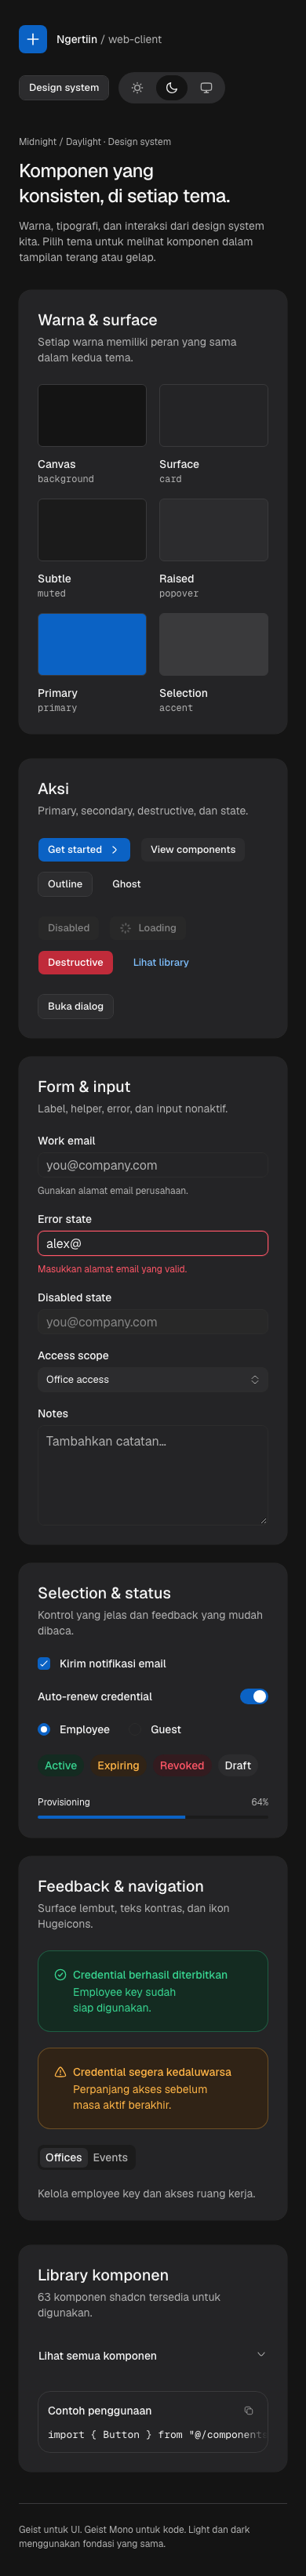 Ngertiin / web-client
Design system
Midnight / Daylight · Design system
Komponen yang
konsisten, di setiap tema.
Warna, tipografi, dan interaksi dari design system
kita. Pilih tema untuk melihat komponen dalam
tampilan terang atau gelap.
Warna & surface
Setiap warna memiliki peran yang sama
dalam kedua tema.
Canvas
background
Surface
card
Subtle
muted
Raised
popover
Primary
primary
Selection
accent
Aksi
Primary, secondary, destructive, dan state.
Get started
View components
Outline
Ghost
Disabled
Loading
Destructive
Lihat library
Buka dialog
Form & input
Label, helper, error, dan input nonaktif.
Work email
you@company.com
Gunakan alamat email perusahaan.
Error state
alex@
Masukkan alamat email yang valid.
Disabled state
you@company.com
Access scope
Office access
Notes
Tambahkan catatan...
Selection & status
Kontrol yang jelas dan feedback yang mudah
dibaca.
Kirim notifikasi email
Auto-renew credential
Employee
Guest
Active
Expiring
Revoked
Draft
Provisioning
64%
Feedback & navigation
Surface lembut, teks kontras, dan ikon
Hugeicons.
Credential berhasil diterbitkan
Employee key sudah
siap digunakan.
Credential segera kedaluwarsa
Perpanjang akses sebelum
masa aktif berakhir.
Offices
Events
Kelola employee key dan akses ruang kerja.
Library komponen
63 komponen shadcn tersedia untuk
digunakan.
Lihat semua komponen
Contoh penggunaan
import { Button } from "@/component
Geist untuk UI. Geist Mono untuk kode. Light dan dark
menggunakan fondasi yang sama.